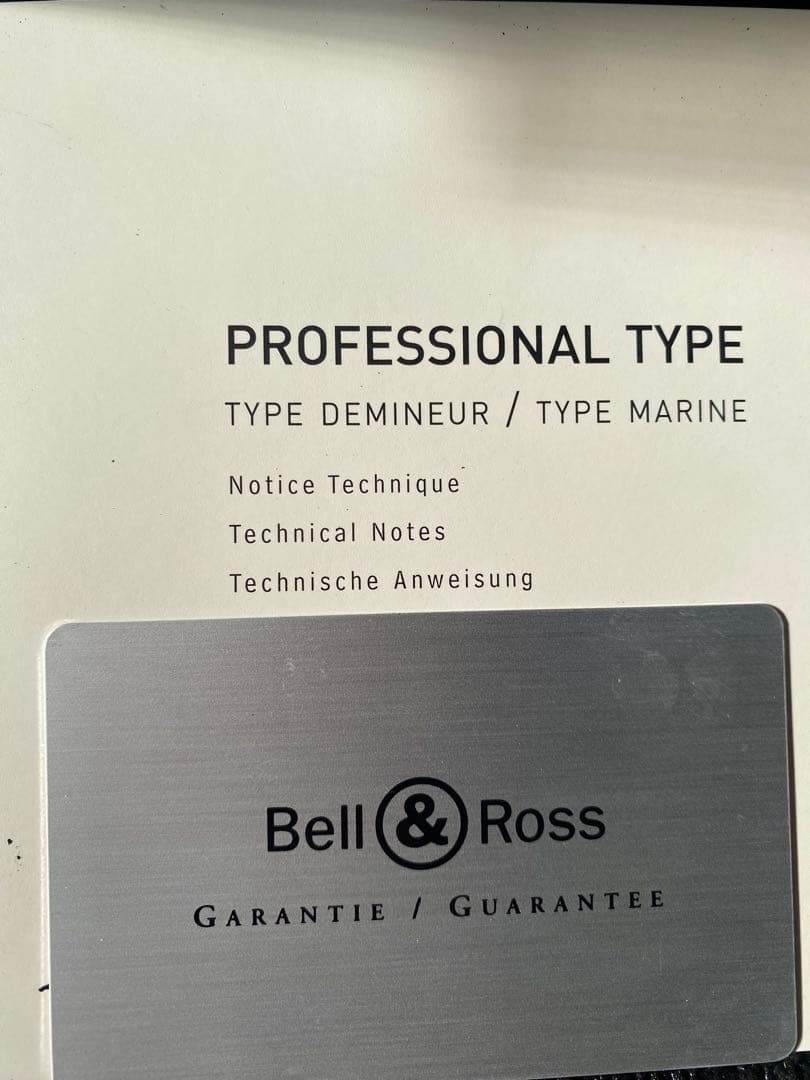 PROFESSIONAL TYPE
TYPE DEMINEUR / TYPE MARINE
Notice Technique
Technical Notes
Technische Anweisung
Bell & Ross
GARANTIE / GUARANTEE